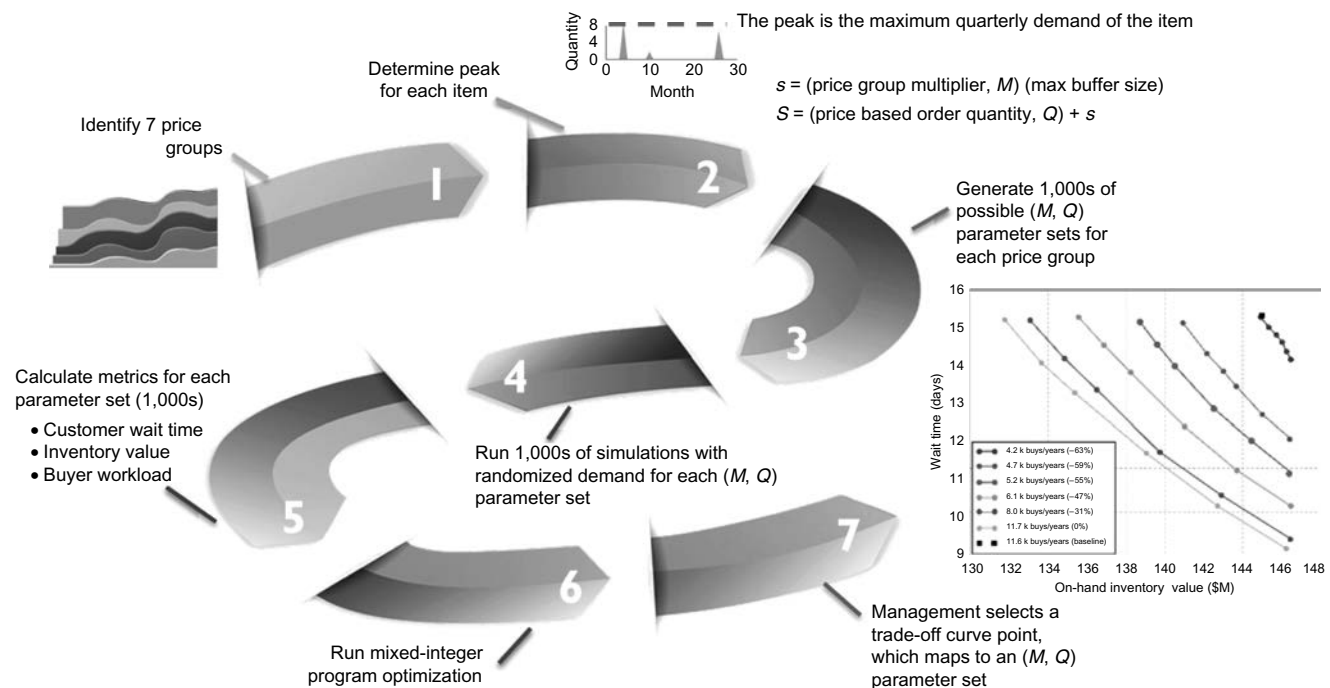 The peak is the maximum quarterly demand of the item
Quantity
8
4
0
0 10 20 30
Month
Determine peak
for each item
s = (price group multiplier, M) (max buffer size)
S = (price based order quantity, Q) + s
Identify 7 price
groups
1
2
Generate 1,000s of
possible (M, Q)
parameter sets for
each price group
3
4
Run 1,000s of simulations with
randomized demand for each (M, Q)
parameter set
Calculate metrics for each
parameter set (1,000s)
• Customer wait time
• Inventory value
• Buyer workload
5
6
Run mixed-integer
program optimization
7
Management selects a
trade-off curve point,
which maps to an (M, Q)
parameter set
Wait time (days)
16
15
14
13
12
11
10
9
4.2 k buys/years (–63%)
4.7 k buys/years (–59%)
5.2 k buys/years (–55%)
6.1 k buys/years (–47%)
8.0 k buys/years (–31%)
11.7 k buys/years (0%)
11.6 k buys/years (baseline)
130 132 134 136 138 140 142 144 146 148
On-hand inventory value ($M)